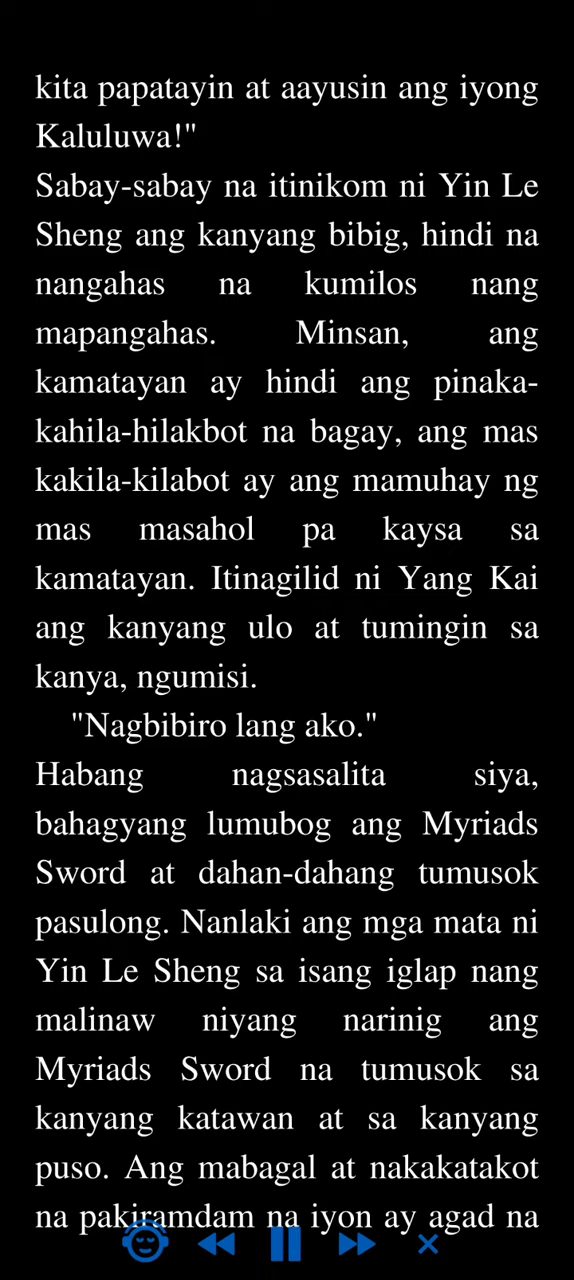 kita papatayin at aayusin ang iyong
Kaluluwa!"
Sabay-sabay na itinikom ni Yin Le
Sheng ang kanyang bibig, hindi na
nangahas na kumilos nang
mapangahas. Minsan, ang
kamatayan ay hindi ang pinaka-
kahila-hilakbot na bagay, ang mas
kakila-kilabot ay ang mamuhay ng
mas masahol pa kaysa sa
kamatayan. Itinagilid ni Yang Kai
ang kanyang ulo at tumingin sa
kanya, ngumisi.
"Nagbibiro lang ako."
Habang nagsasalita siya,
bahagyang lumubog ang Myriads
Sword at dahan-dahang tumusok
pasulong. Nanlaki ang mga mata ni
Yin Le Sheng sa isang iglap nang
malinaw niyang narinig ang
Myriads Sword na tumusok sa
kanyang katawan at sa kanyang
puso. Ang mabagal at nakakatakot
na pakiramdam na iyon ay agad na